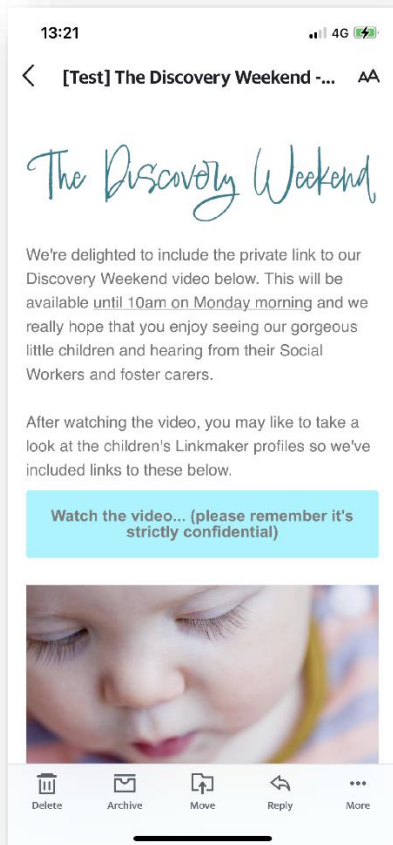 13:21
4G
[Test] The Discovery Weekend -...
AA
The Discovery Weekend
We're delighted to include the private link to our
Discovery Weekend video below. This will be
available until 10am on Monday morning and we
really hope that you enjoy seeing our gorgeous
little children and hearing from their Social
Workers and foster carers.
After watching the video, you may like to take a
look at the children's Linkmaker profiles so we've
included links to these below.
Watch the video... (please remember it's
strictly confidential)
Delete
Archive
Move
Reply
More